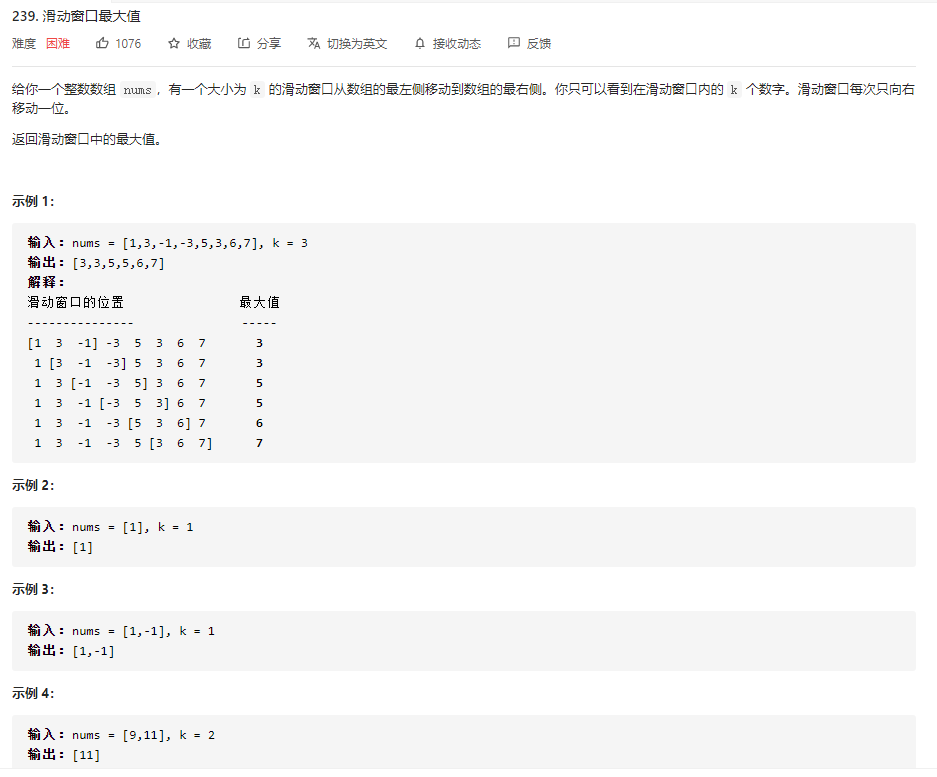 239. 滑动窗口最大值
难度 困难 1076 收藏 分享 切换为英文 接收动态 反馈
给你一个整数数组 nums，有一个大小为 k 的滑动窗口从数组的最左侧移动到数组的最右侧。你只可以看到在滑动窗口内的 k 个数字。滑动窗口每次只向右
移动一位。
返回滑动窗口中的最大值。
示例 1：
输入：nums = [1,3,-1,-3,5,3,6,7], k = 3
输出：[3,3,5,5,6,7]
解释：
滑动窗口的位置 最大值
--------------- -----
[1 3 -1] -3 5 3 6 7 3
1 [3 -1 -3] 5 3 6 7 3
1 3 [-1 -3 5] 3 6 7 5
1 3 -1 [-3 5 3] 6 7 5
1 3 -1 -3 [5 3 6] 7 6
1 3 -1 -3 5 [3 6 7] 7
示例 2：
输入：nums = [1], k = 1
输出：[1]
示例 3：
输入：nums = [1,-1], k = 1
输出：[1,-1]
示例 4：
输入：nums = [9,11], k = 2
输出：[11]